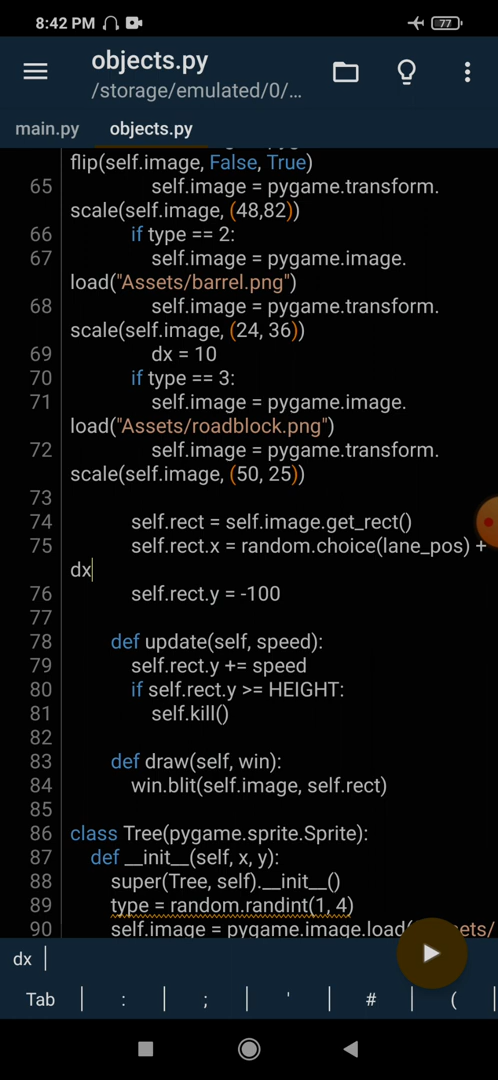 8:42 PM 77
objects.py
/storage/emulated/0/...
main.py objects.py
flip(self.image, False, True)
65 self.image = pygame.transform.
scale(self.image, (48,82))
66 if type == 2:
67 self.image = pygame.image.
load("Assets/barrel.png")
68 self.image = pygame.transform.
scale(self.image, (24, 36))
69 dx = 10
70 if type == 3:
71 self.image = pygame.image.
load("Assets/roadblock.png")
72 self.image = pygame.transform.
scale(self.image, (50, 25))
73
74 self.rect = self.image.get_rect()
75 self.rect.x = random.choice(lane_pos) +
dx
76 self.rect.y = -100
77
78 def update(self, speed):
79 self.rect.y += speed
80 if self.rect.y >= HEIGHT:
81 self.kill()
82
83 def draw(self, win):
84 win.blit(self.image, self.rect)
85
86 class Tree(pygame.sprite.Sprite):
87 def __init__(self, x, y):
88 super(Tree, self).__init__()
89 type = random.randint(1, 4)
90 self.image = pygame.image.load(
dx
Tab : ; ' # (